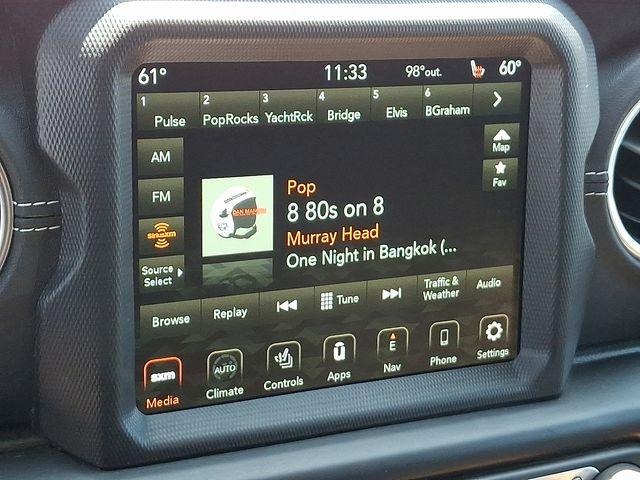 61° 11:33 98°out. 60°
1 Pulse 2 PopRocks 3 YachtRck 4 Bridge 5 Elvis 6 BGraham
AM
Map
FM
Fav
Pop
8 80s on 8
SiriusXm
Murray Head
One Night in Bangkok (...
Source
Select
Browse Replay Tune Traffic &
Weather Audio
sxm AUTO ū E
Media Climate Controls Apps Nav Phone Settings